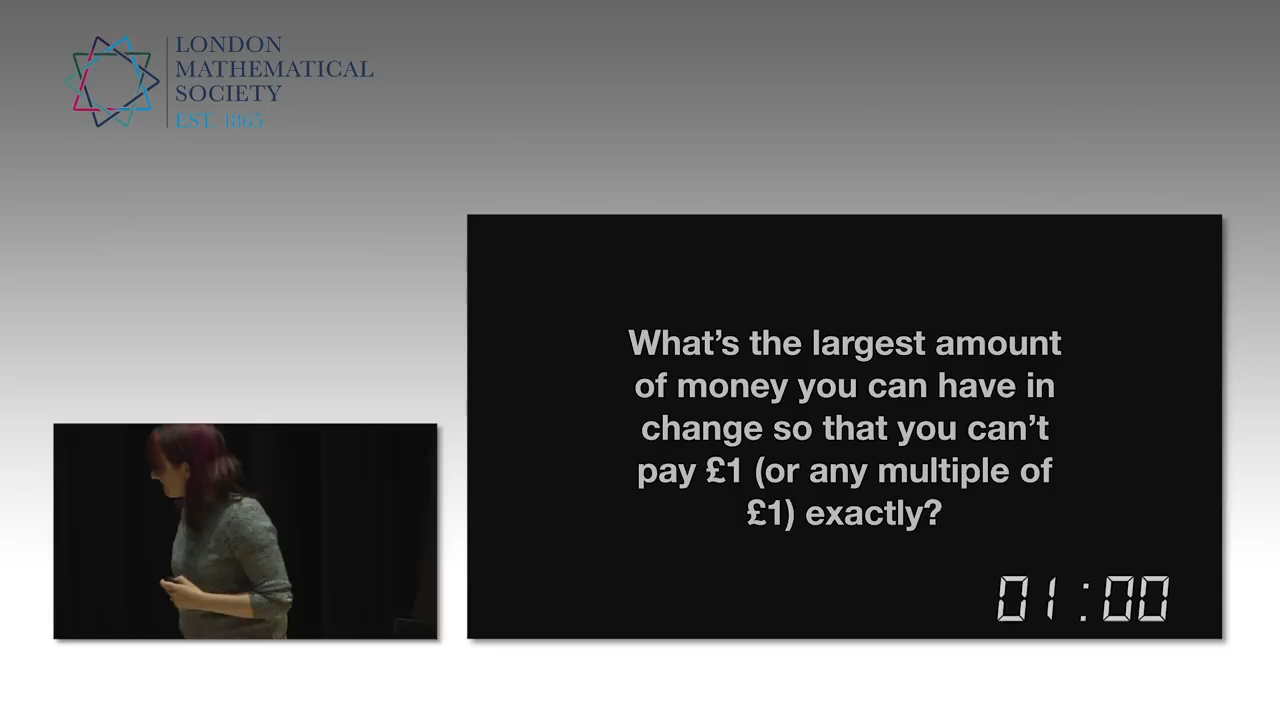 LONDON
MATHEMATICAL
SOCIETY
EST. 1865
What's the largest amount
of money you can have in
change so that you can't
pay £1 (or any multiple of
£1) exactly?
01:00